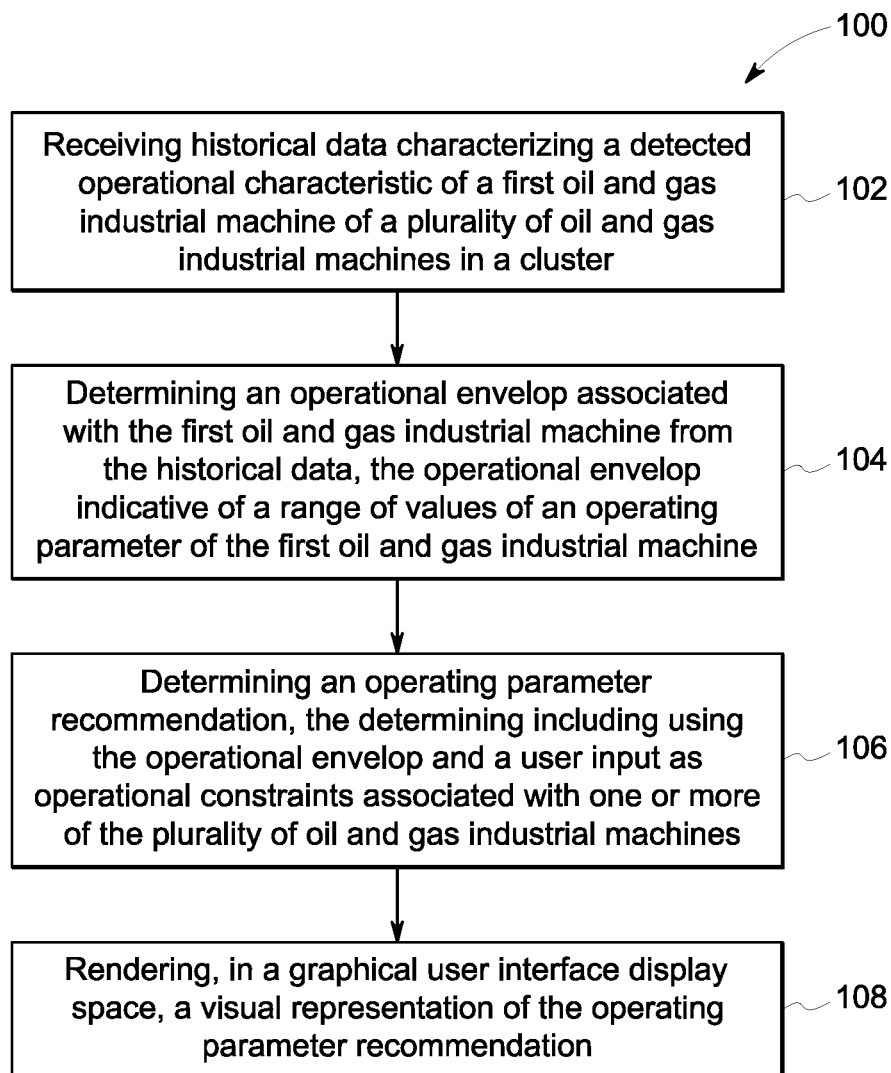 100
Receiving historical data characterizing a detected
operational characteristic of a first oil and gas
industrial machine of a plurality of oil and gas
industrial machines in a cluster
102
Determining an operational envelop associated
with the first oil and gas industrial machine from
the historical data, the operational envelop
indicative of a range of values of an operating
parameter of the first oil and gas industrial machine
104
Determining an operating parameter
recommendation, the determining including using
the operational envelop and a user input as
operational constraints associated with one or more
of the plurality of oil and gas industrial machines
106
Rendering, in a graphical user interface display
space, a visual representation of the operating
parameter recommendation
108